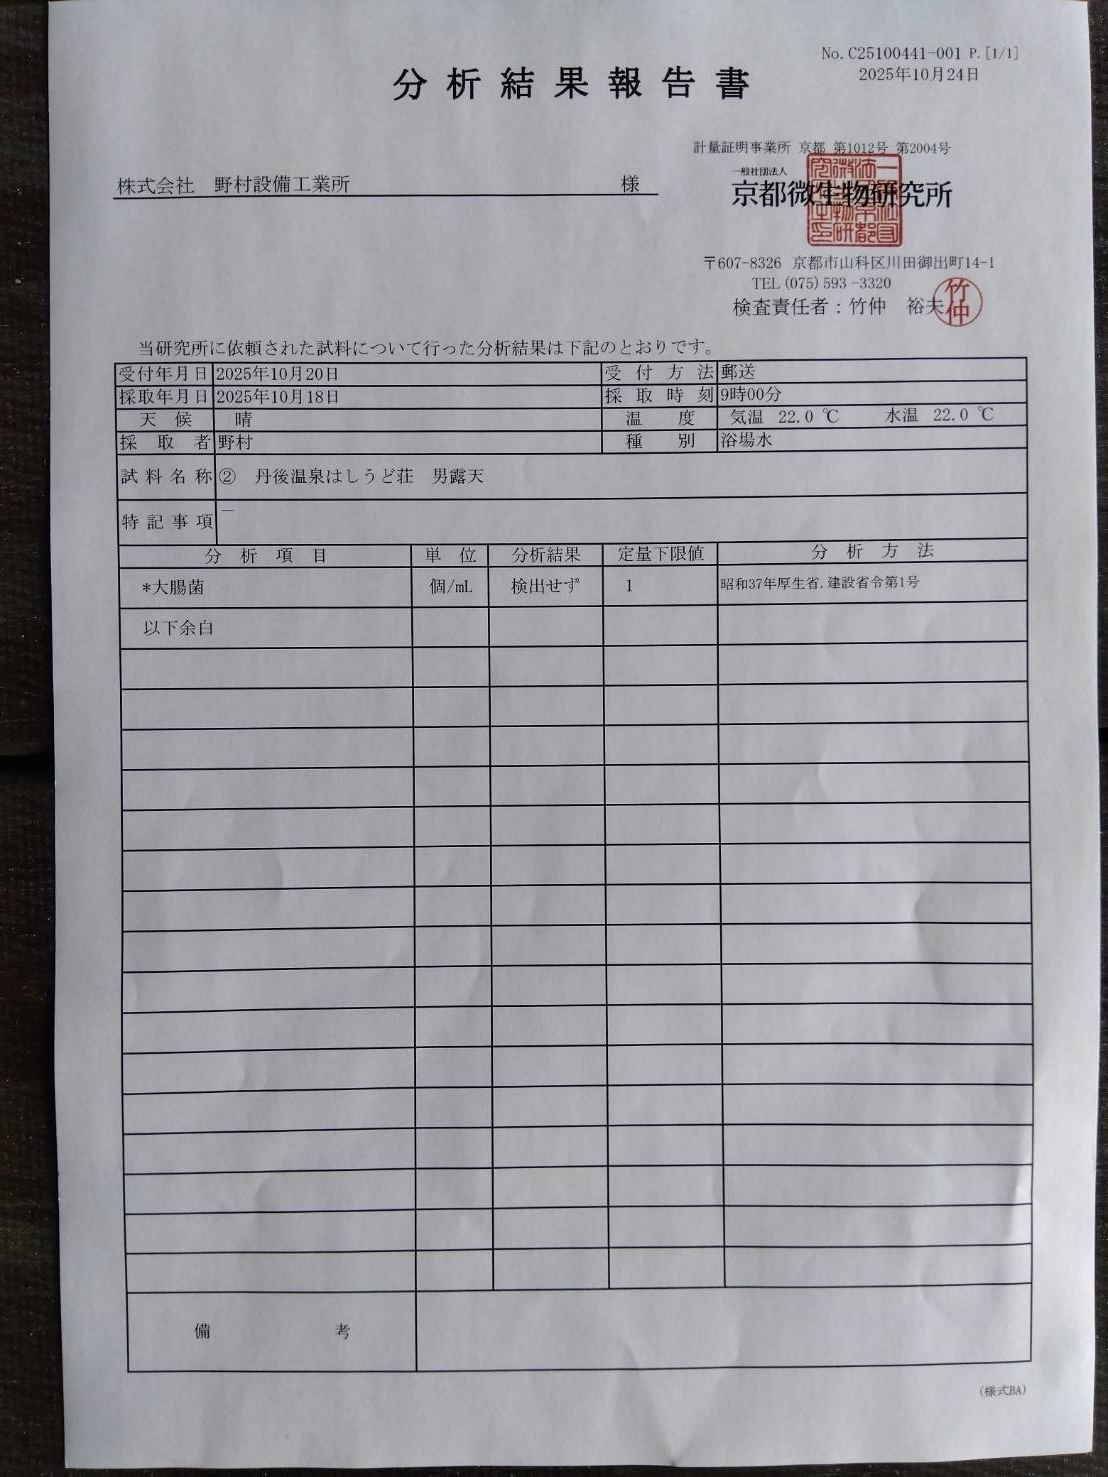 No.C25100441-001 P.[1/1]
2025年10月24日
分析結果報告書
計量証明事業所 京都 第1012号 第2004号
株式会社 野村設備工業所 様
一般社団法人
京都微生物研究所
〒607-8326 京都市山科区川田御出町14-1
TEL(075)593-3320
検査責任者：竹仲 裕夫
竹仲
当研究所に依頼された試料について行った分析結果は下記のとおりです。
受付年月日 2025年10月20日 受付方法 郵送
採取年月日 2025年10月18日 採取時刻 9時00分
天候 晴 温度 気温 22.0 ℃ 水温 22.0 ℃
採取者 野村 種別 浴場水
試料名称 ② 丹後温泉はしうど荘 男露天
特記事項 －
分析項目 単位 分析結果 定量下限値 分析方法
*大腸菌 個/mL 検出せず 1 昭和37年厚生省.建設省令第1号
以下余白
備考
(様式BA)